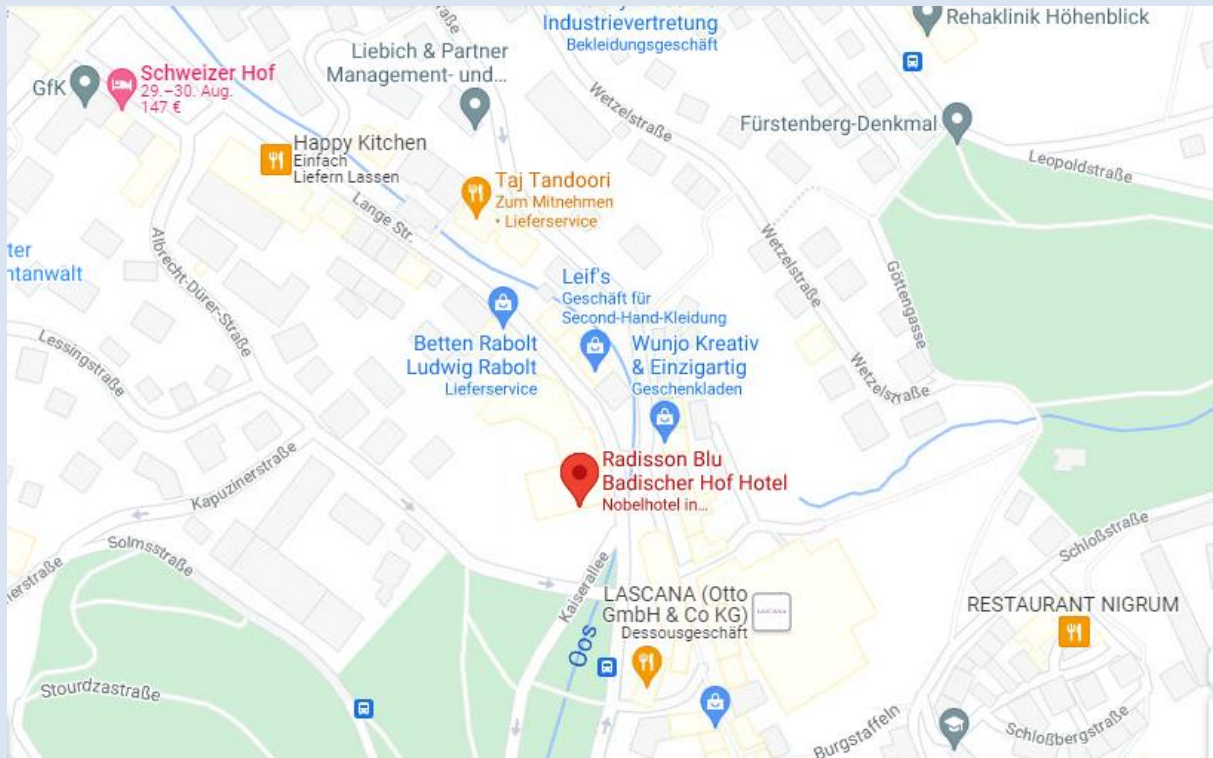 Industrievertretung
Bekleidungsgeschäft
Rehaklinik Höhenblick
Liebich & Partner
Management- und...
GfK
Schweizer Hof
29.–30. Aug.
147 €
Wetzelstraße
Fürstenberg-Denkmal
Leopoldstraße
Happy Kitchen
Einfach
Liefern Lassen
Taj Tandoori
Zum Mitnehmen
• Lieferservice
Lange Str.
Albrecht-Dürer-Straße
ter
ntanwalt
Wetzelstraße
Göttengasse
Leif's
Geschäft für
Second-Hand-Kleidung
Betten Rabolt
Ludwig Rabolt
Lieferservice
Wunjo Kreativ
& Einzigartig
Geschenkladen
Lessingstraße
Wetzelstraße
Radisson Blu
Badischer Hof Hotel
Nobelhotel in...
Kapuzinerstraße
Solmsstraße
nerstraße
Kaiserallee
Oos
LASCANA (Otto
GmbH & Co KG)
Dessousgeschäft
LASCANA
Schloßstraße
RESTAURANT NIGRUM
Stourdzastraße
Burgstaffeln
Schloßbergstraße